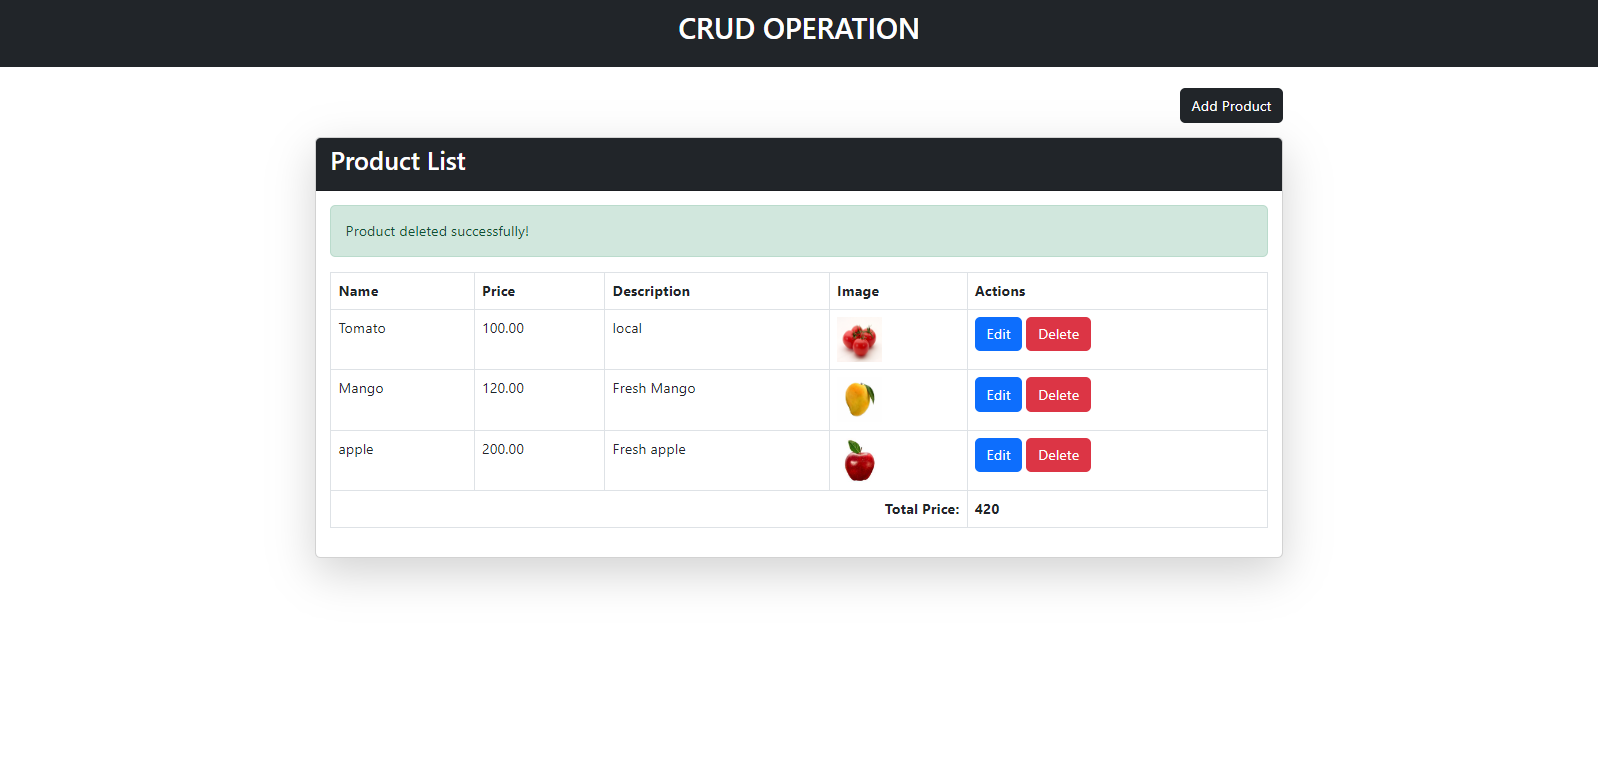 CRUD OPERATION
Add Product
Product List
Product deleted successfully!
Name Price Description Image Actions
Tomato 100.00 local Edit Delete
Mango 120.00 Fresh Mango Edit Delete
apple 200.00 Fresh apple Edit Delete
Total Price: 420